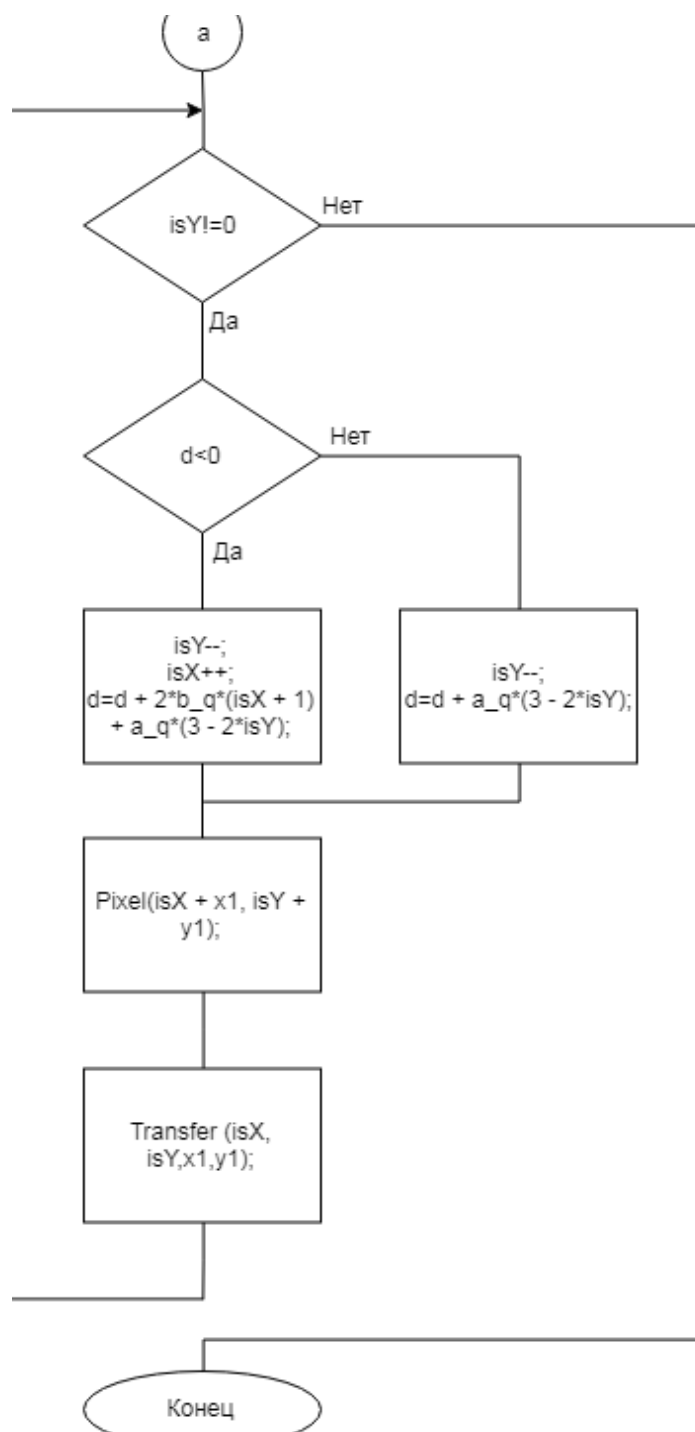 a
isY!=0
Нет
Да
d<0
Нет
Да
isY--;
isX++;
d=d + 2*b_q*(isX + 1)
+ a_q*(3 - 2*isY);
isY--;
d=d + a_q*(3 - 2*isY);
Pixel(isX + x1, isY +
y1);
Transfer (isX,
isY,x1,y1);
Конец